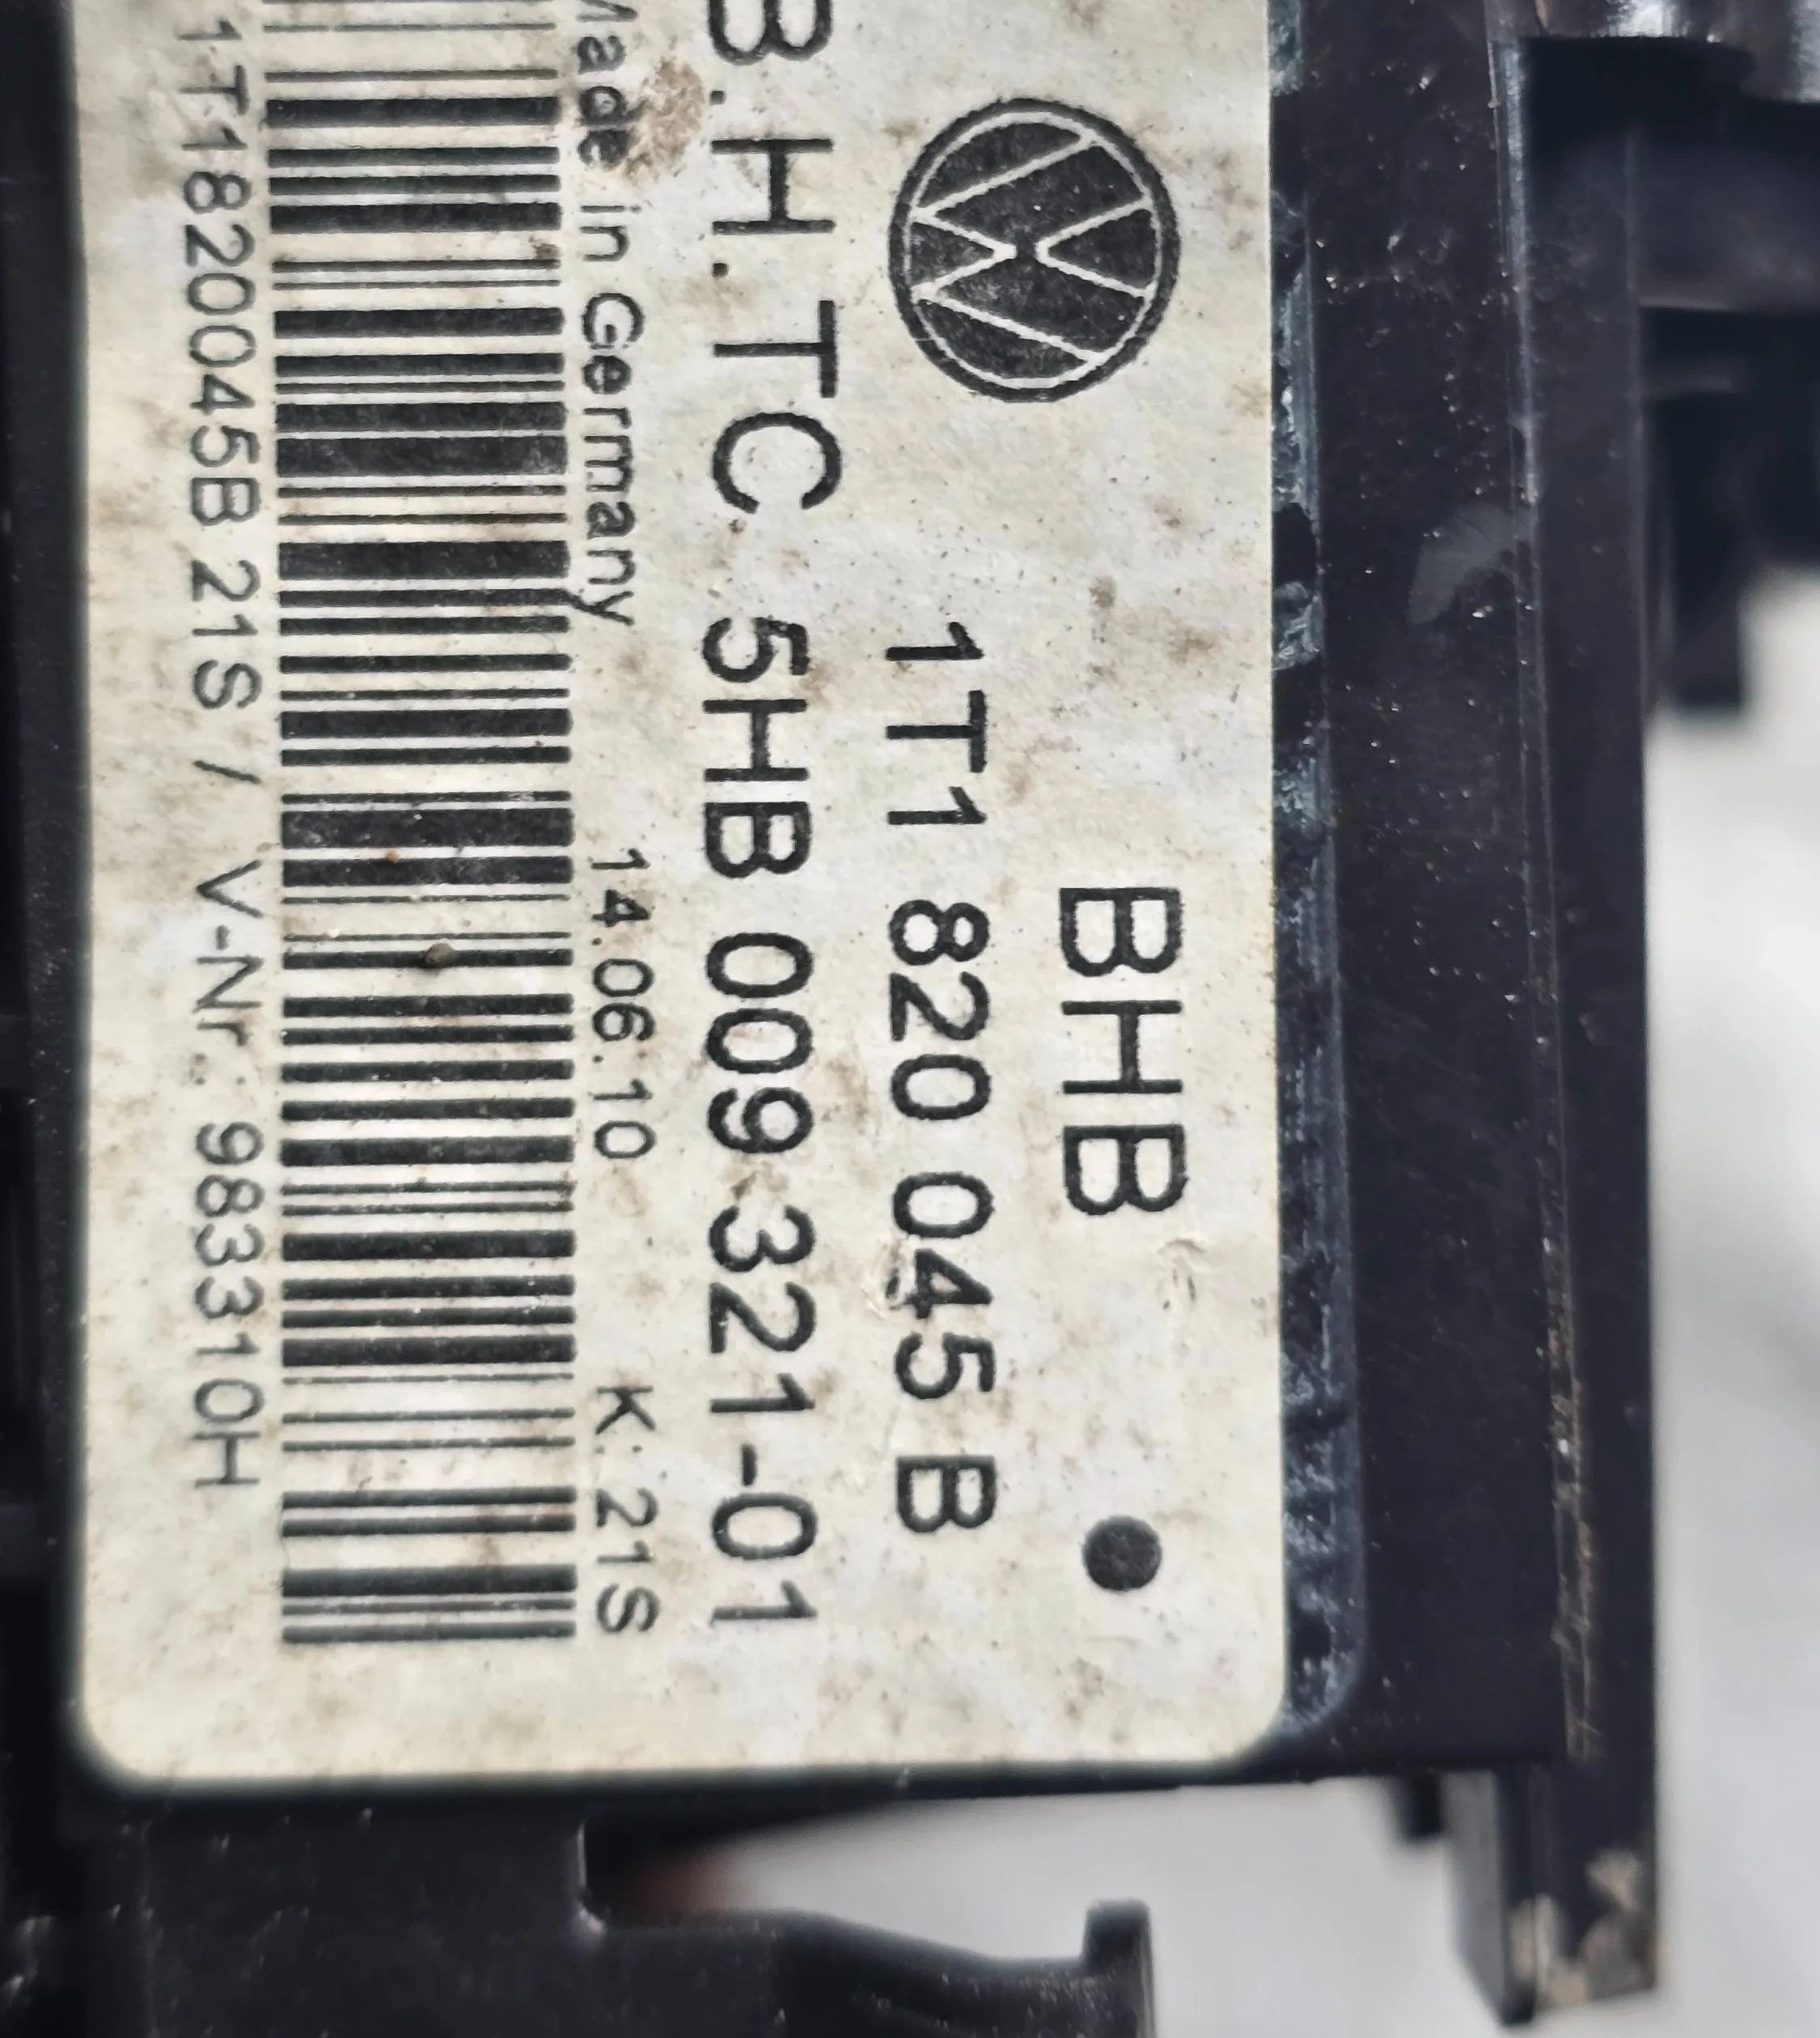 BHB
1T1 820 045 B
B.H.TC 5HB 009 321-01
Made in Germany 14.06.10 K: 21S
1T1820045B 21S / V-Nr.: 983310H